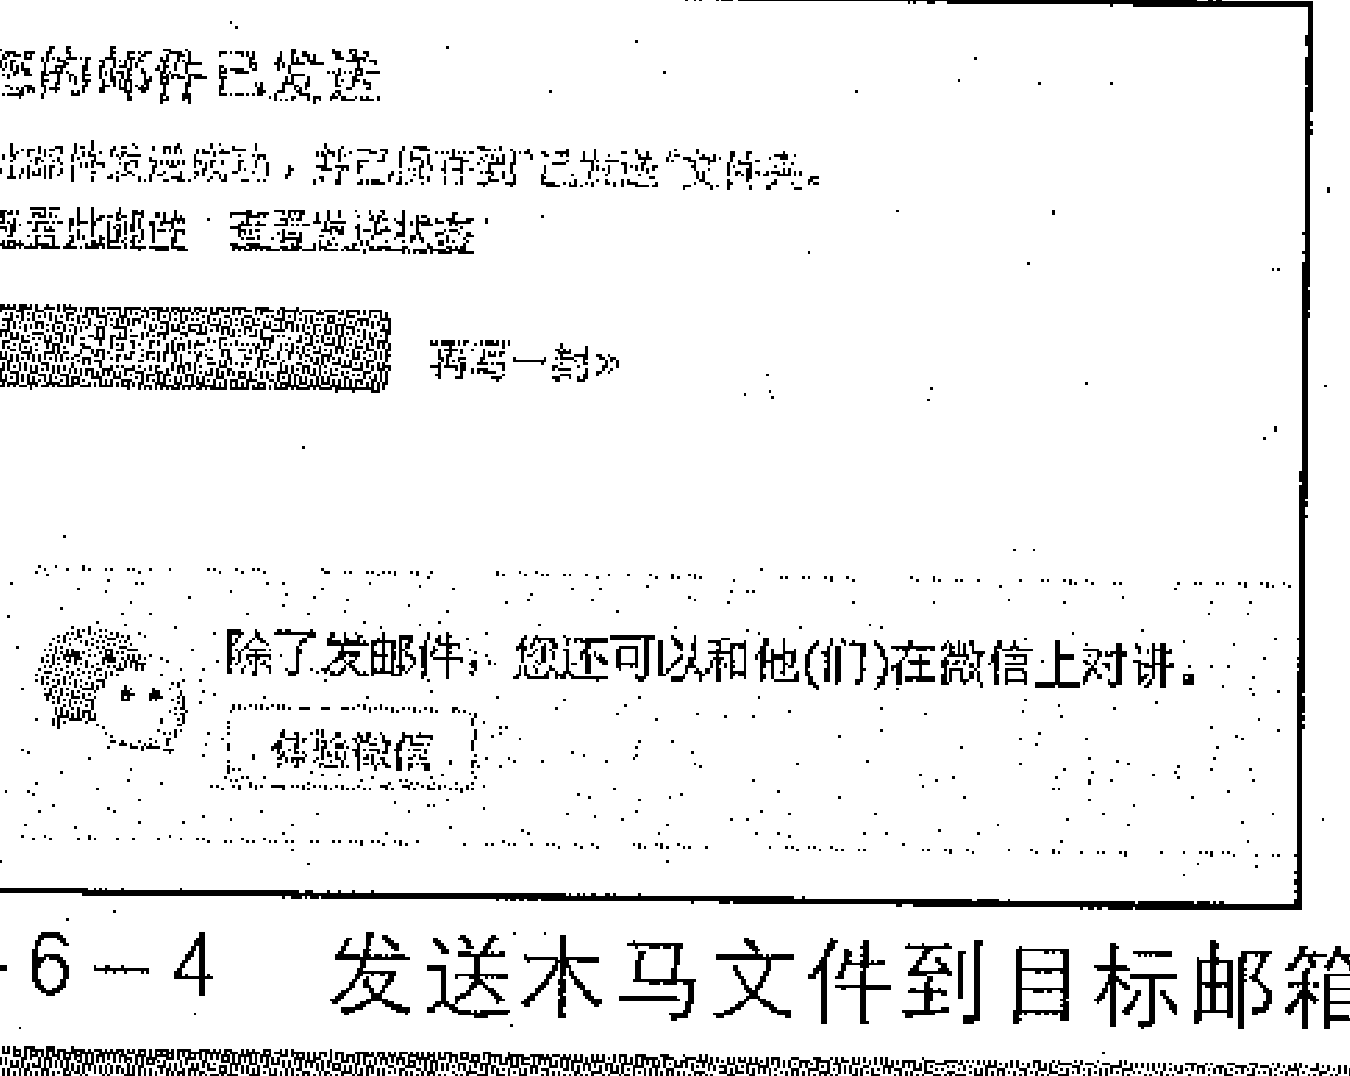 您的邮件已发送
此邮件发送成功，并已保存到“已发送”文件夹。
查看此邮件 查看发送状态
再写一封»
除了发邮件，您还可以和他(们)在微信上对讲。
体验微信
-6-4 发送木马文件到目标邮箱